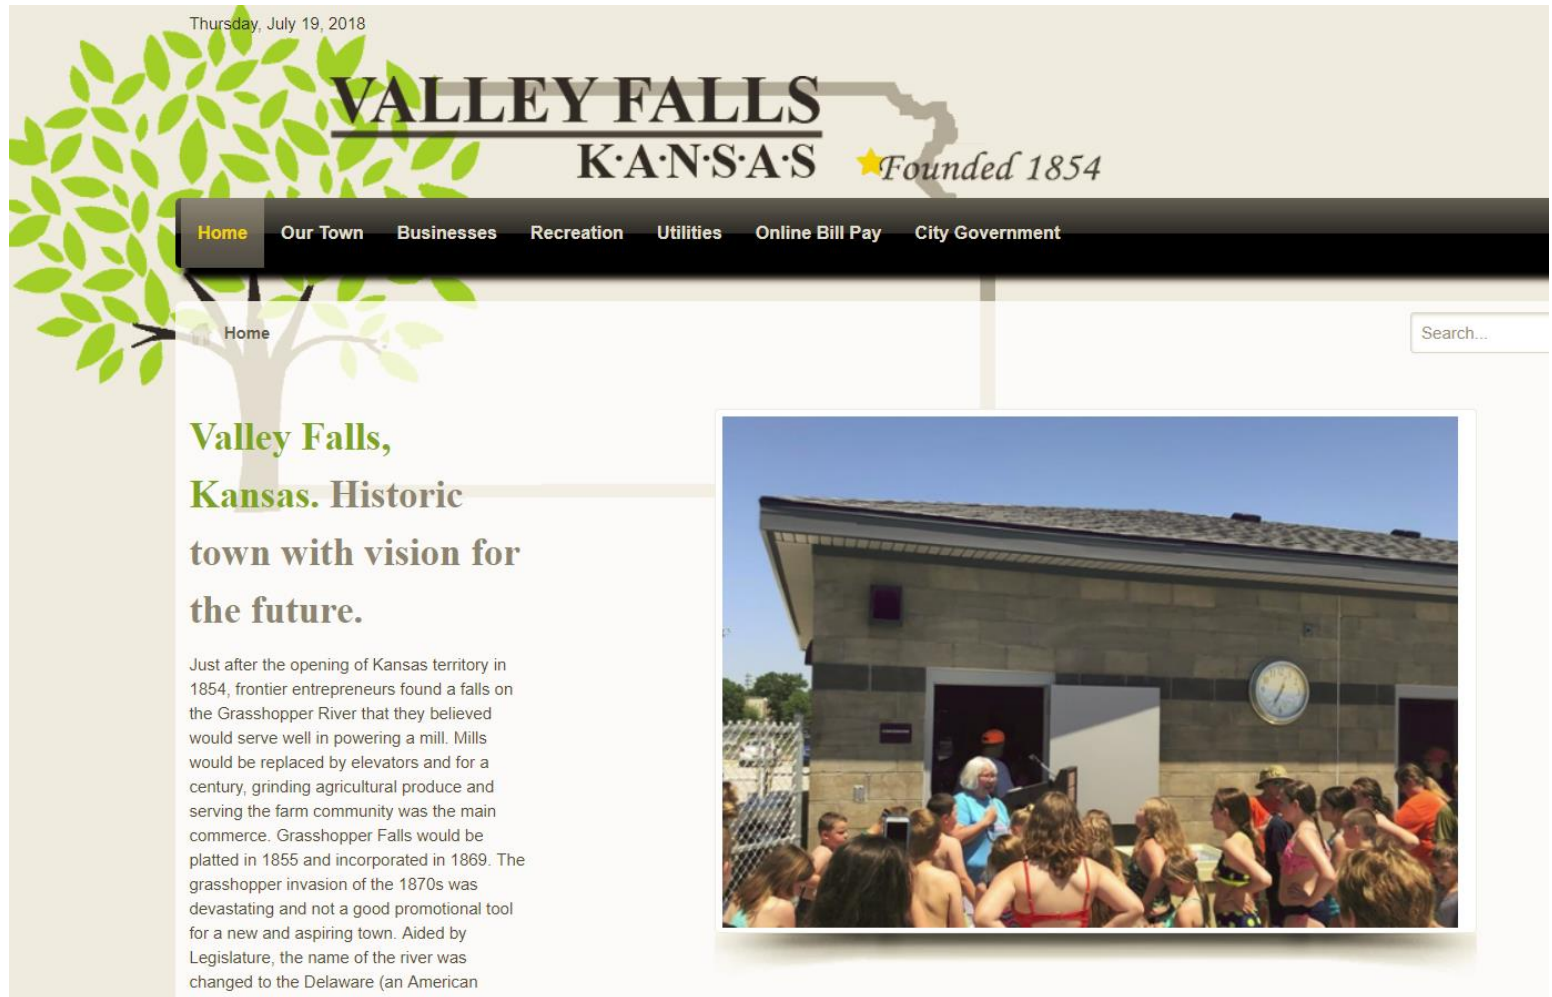 Thursday, July 19, 2018
VALLEY FALLS
K·A·N·S·A·S
Founded 1854
Home Our Town Businesses Recreation Utilities Online Bill Pay City Government
Home
Search...
Valley Falls,
Kansas. Historic
town with vision for
the future.
Just after the opening of Kansas territory in
1854, frontier entrepreneurs found a falls on
the Grasshopper River that they believed
would serve well in powering a mill. Mills
would be replaced by elevators and for a
century, grinding agricultural produce and
serving the farm community was the main
commerce. Grasshopper Falls would be
platted in 1855 and incorporated in 1869. The
grasshopper invasion of the 1870s was
devastating and not a good promotional tool
for a new and aspiring town. Aided by
Legislature, the name of the river was
changed to the Delaware (an American